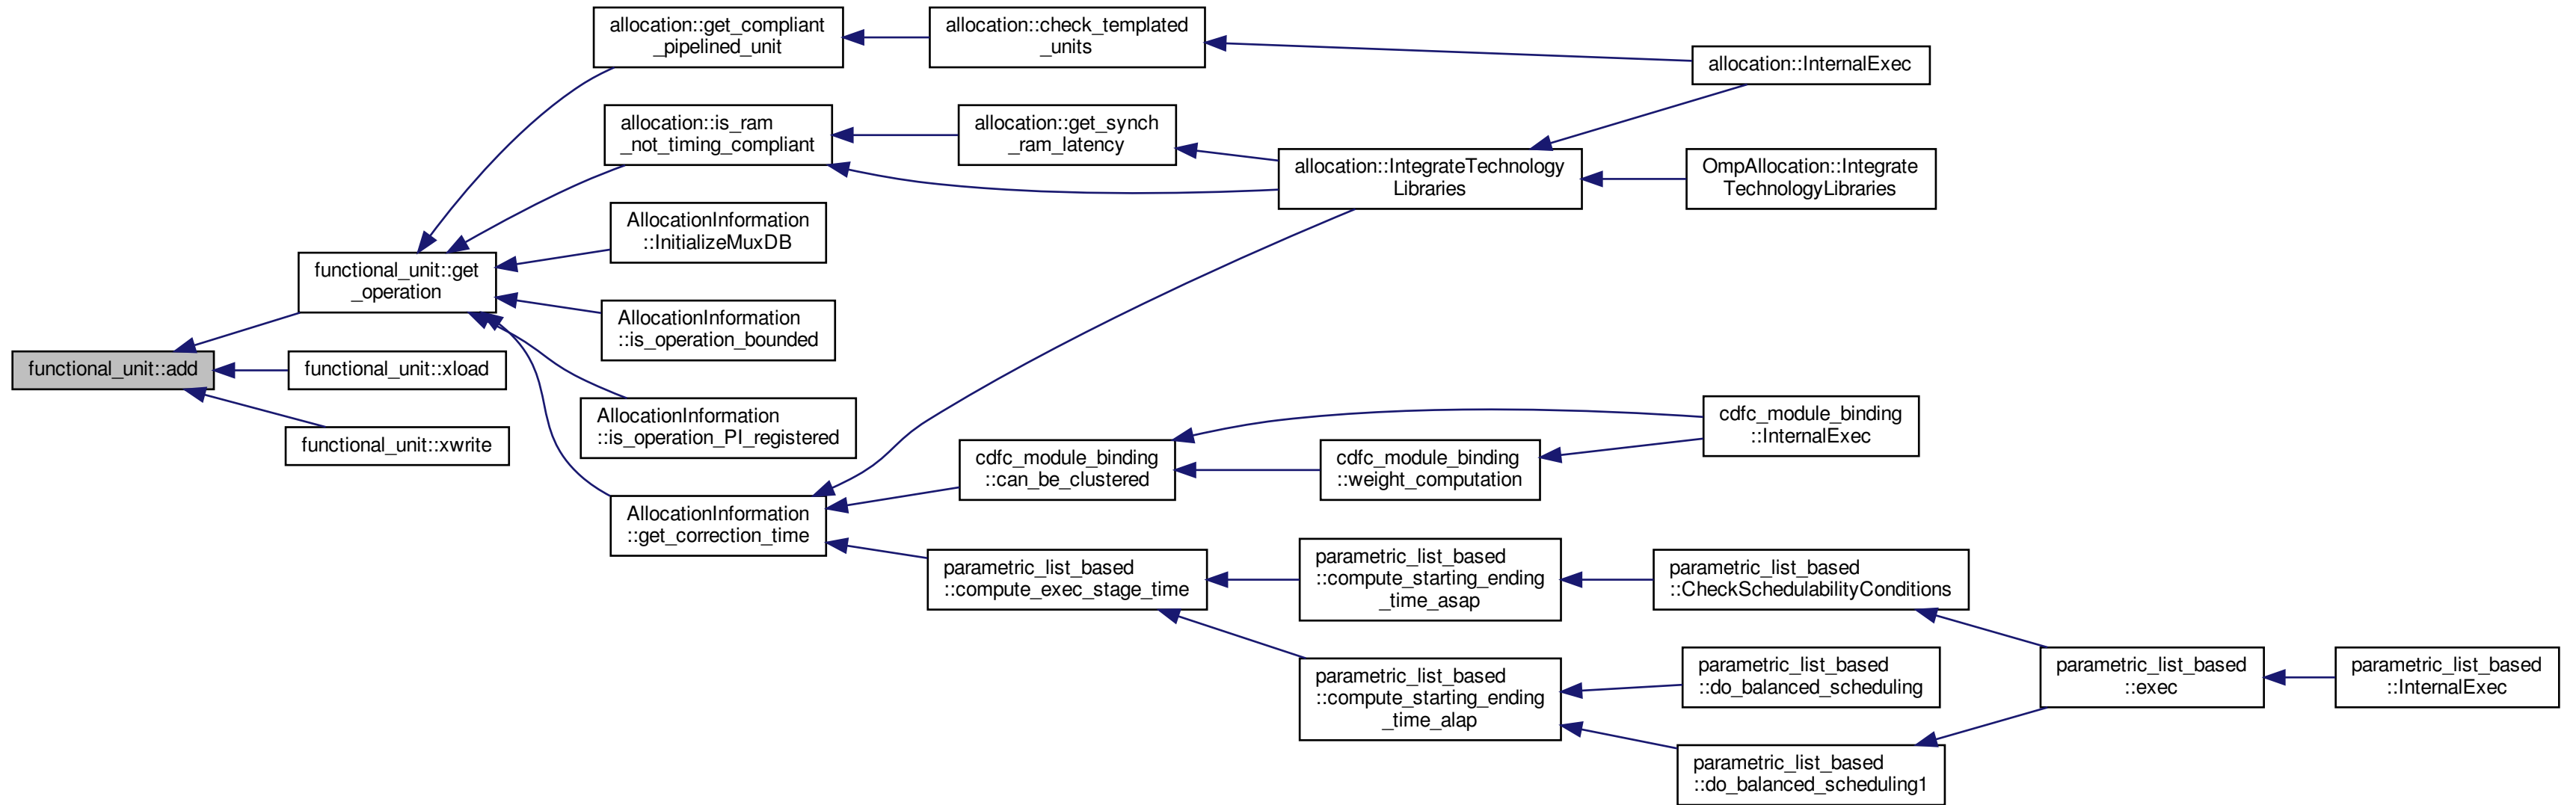 functional_unit::add
functional_unit::get
_operation
functional_unit::xload
functional_unit::xwrite
allocation::get_compliant
_pipelined_unit
allocation::is_ram
_not_timing_compliant
AllocationInformation
::InitializeMuxDB
AllocationInformation
::is_operation_bounded
AllocationInformation
::is_operation_PI_registered
AllocationInformation
::get_correction_time
allocation::check_templated
_units
allocation::get_synch
_ram_latency
cdfc_module_binding
::can_be_clustered
parametric_list_based
::compute_exec_stage_time
allocation::IntegrateTechnology
Libraries
cdfc_module_binding
::weight_computation
parametric_list_based
::compute_starting_ending
_time_asap
parametric_list_based
::compute_starting_ending
_time_alap
allocation::InternalExec
OmpAllocation::Integrate
TechnologyLibraries
cdfc_module_binding
::InternalExec
parametric_list_based
::CheckSchedulabilityConditions
parametric_list_based
::do_balanced_scheduling
parametric_list_based
::do_balanced_scheduling1
parametric_list_based
::exec
parametric_list_based
::InternalExec